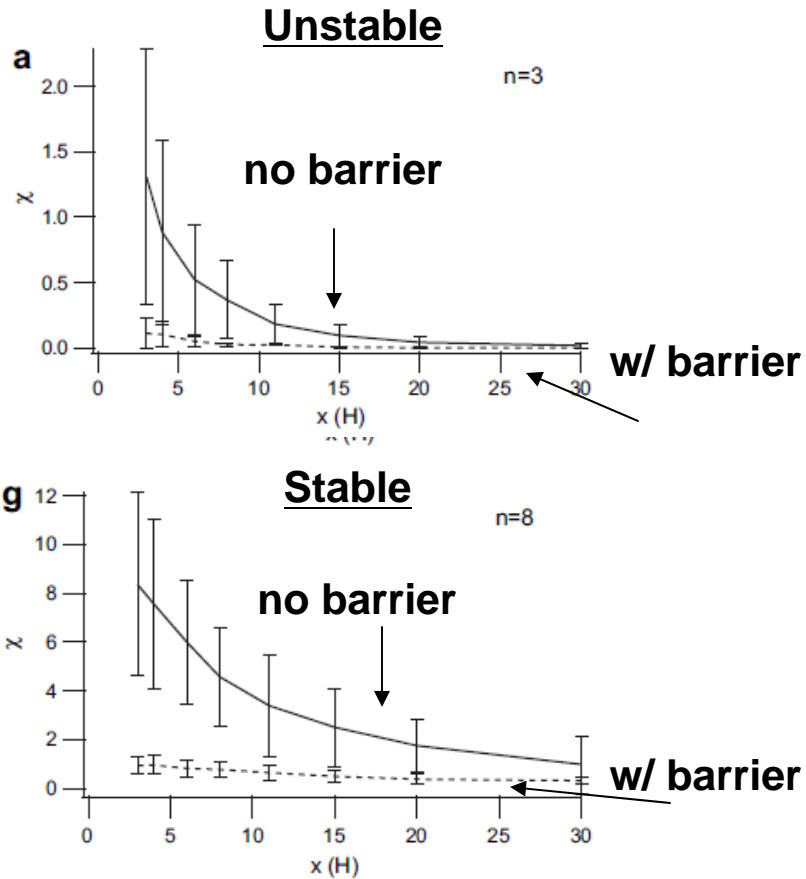 Unstable
a
n=3
2.0
1.5
1.0
0.5
0.0
χ
no barrier
w/ barrier
0 5 10 15 20 25 30
x (H)
x (H)
Stable
g
n=8
12
10
8
6
4
2
0
χ
no barrier
w/ barrier
0 5 10 15 20 25 30
x (H)